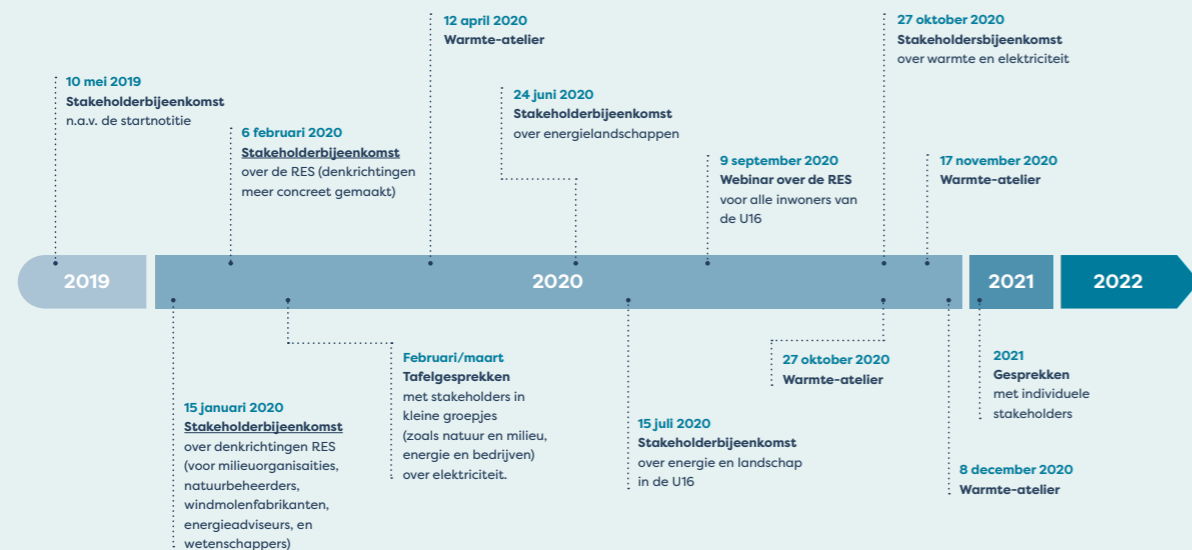 12 april 2020
Warmte-atelier
27 oktober 2020
Stakeholdersbijeenkomst
over warmte en elektriciteit
10 mei 2019
Stakeholderbijeenkomst
n.a.v. de startnotitie
24 juni 2020
Stakeholderbijeenkomst
over energielandschappen
6 februari 2020
Stakeholderbijeenkomst
over de RES (denkrichtingen
meer concreet gemaakt)
9 september 2020
Webinar over de RES
voor alle inwoners van
de U16
17 november 2020
Warmte-atelier
2019
2020
2021
2022
15 januari 2020
Stakeholderbijeenkomst
over denkrichtingen RES
(voor milieuorganisaities,
natuurbeheerders,
windmolenfabrikanten,
energieadviseurs, en
wetenschappers)
Februari/maart
Tafelgesprekken
met stakeholders in
kleine groepjes
(zoals natuur en milieu,
energie en bedrijven)
over elektriciteit.
15 juli 2020
Stakeholderbijeenkomst
over energie en landschap
in de U16
27 oktober 2020
Warmte-atelier
2021
Gesprekken
met individuele
stakeholders
8 december 2020
Warmte-atelier